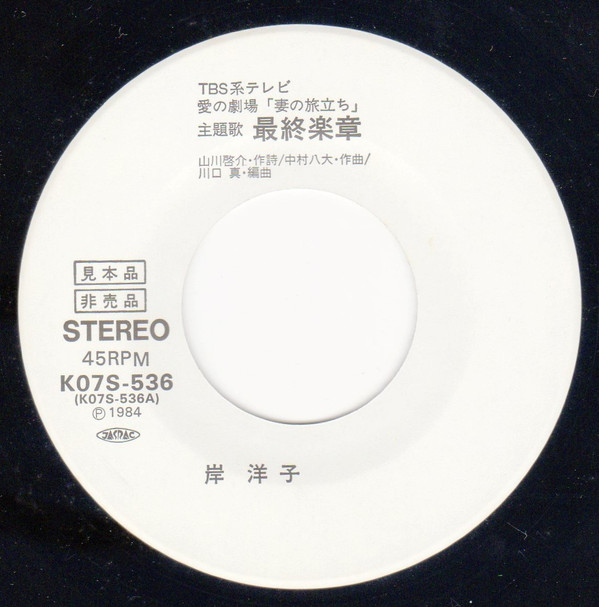 TBS系テレビ
愛の劇場「妻の旅立ち」
主題歌 最終楽章
山川啓介・作詩/中村八大・作曲/
川口 真・編曲
見本品
非売品
STEREO
45RPM
K07S-536
(K07S-536A)
Ⓟ1984
JASRAC
岸 洋子